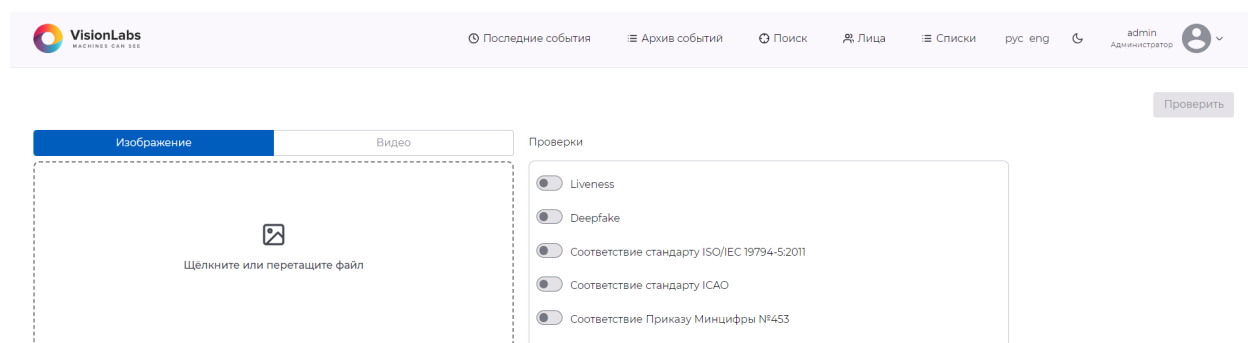 VisionLabs
MACHINES CAN SEE
Последние события
Архив событий
Поиск
Лица
Списки
рус eng
admin
Администратор
Проверить
Изображение
Видео
Проверки
Щёлкните или перетащите файл
Liveness
Deepfake
Соответствие стандарту ISO/IEC 19794-5:2011
Соответствие стандарту ICAO
Соответствие Приказу Минцифры №453